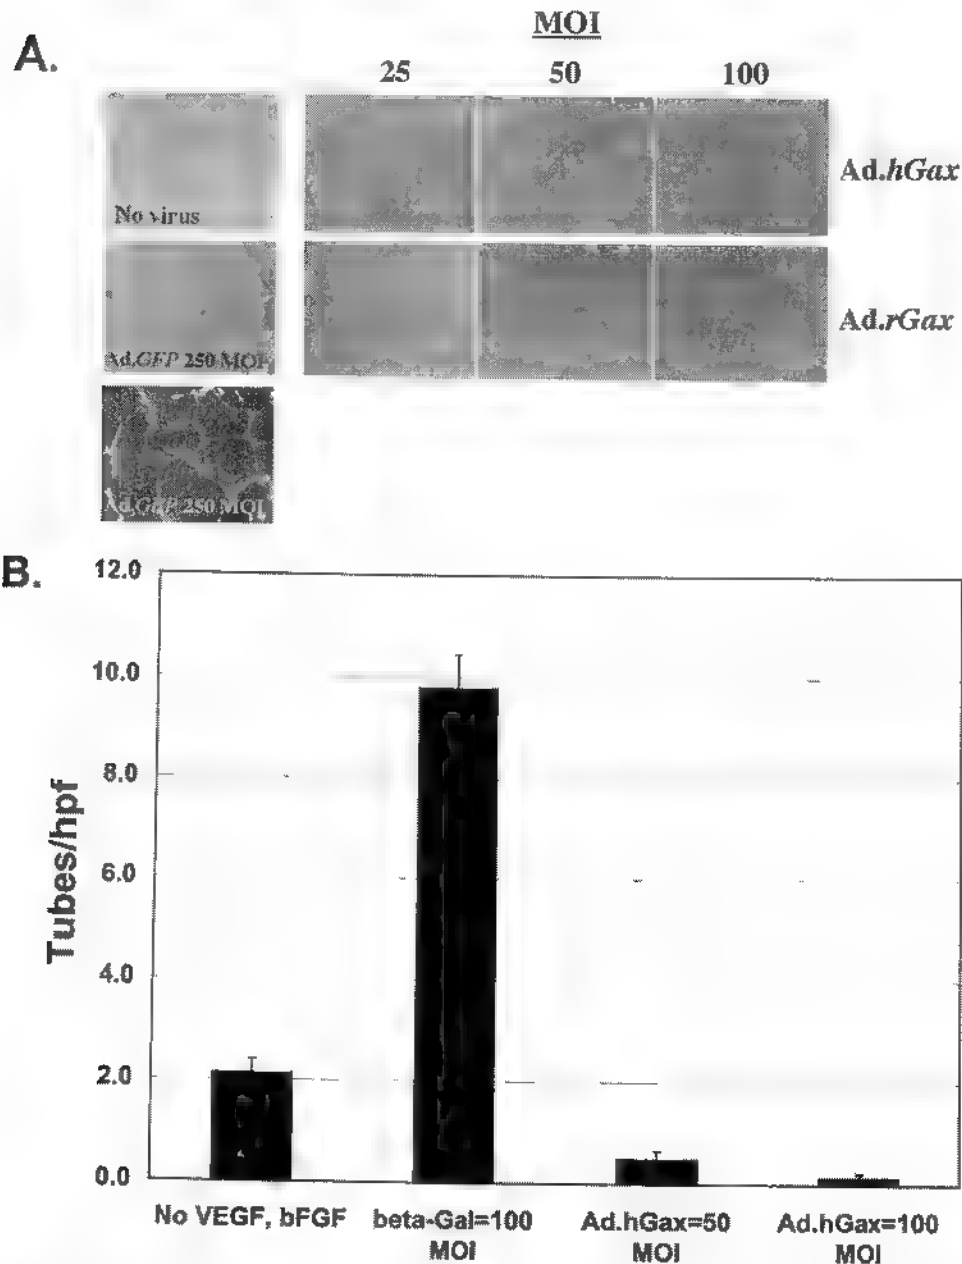 A.
MOI
25 50 100
No virus
Ad.hGax
Ad.GFP 250 MOI
Ad.rGax
250 MOI
B.
12.0
10.0
8.0
6.0
4.0
2.0
0.0
Tubes/hpf
No VEGF, bFGF
beta-Gal=100 MOI
Ad.hGax=50 MOI
Ad.hGax=100 MOI